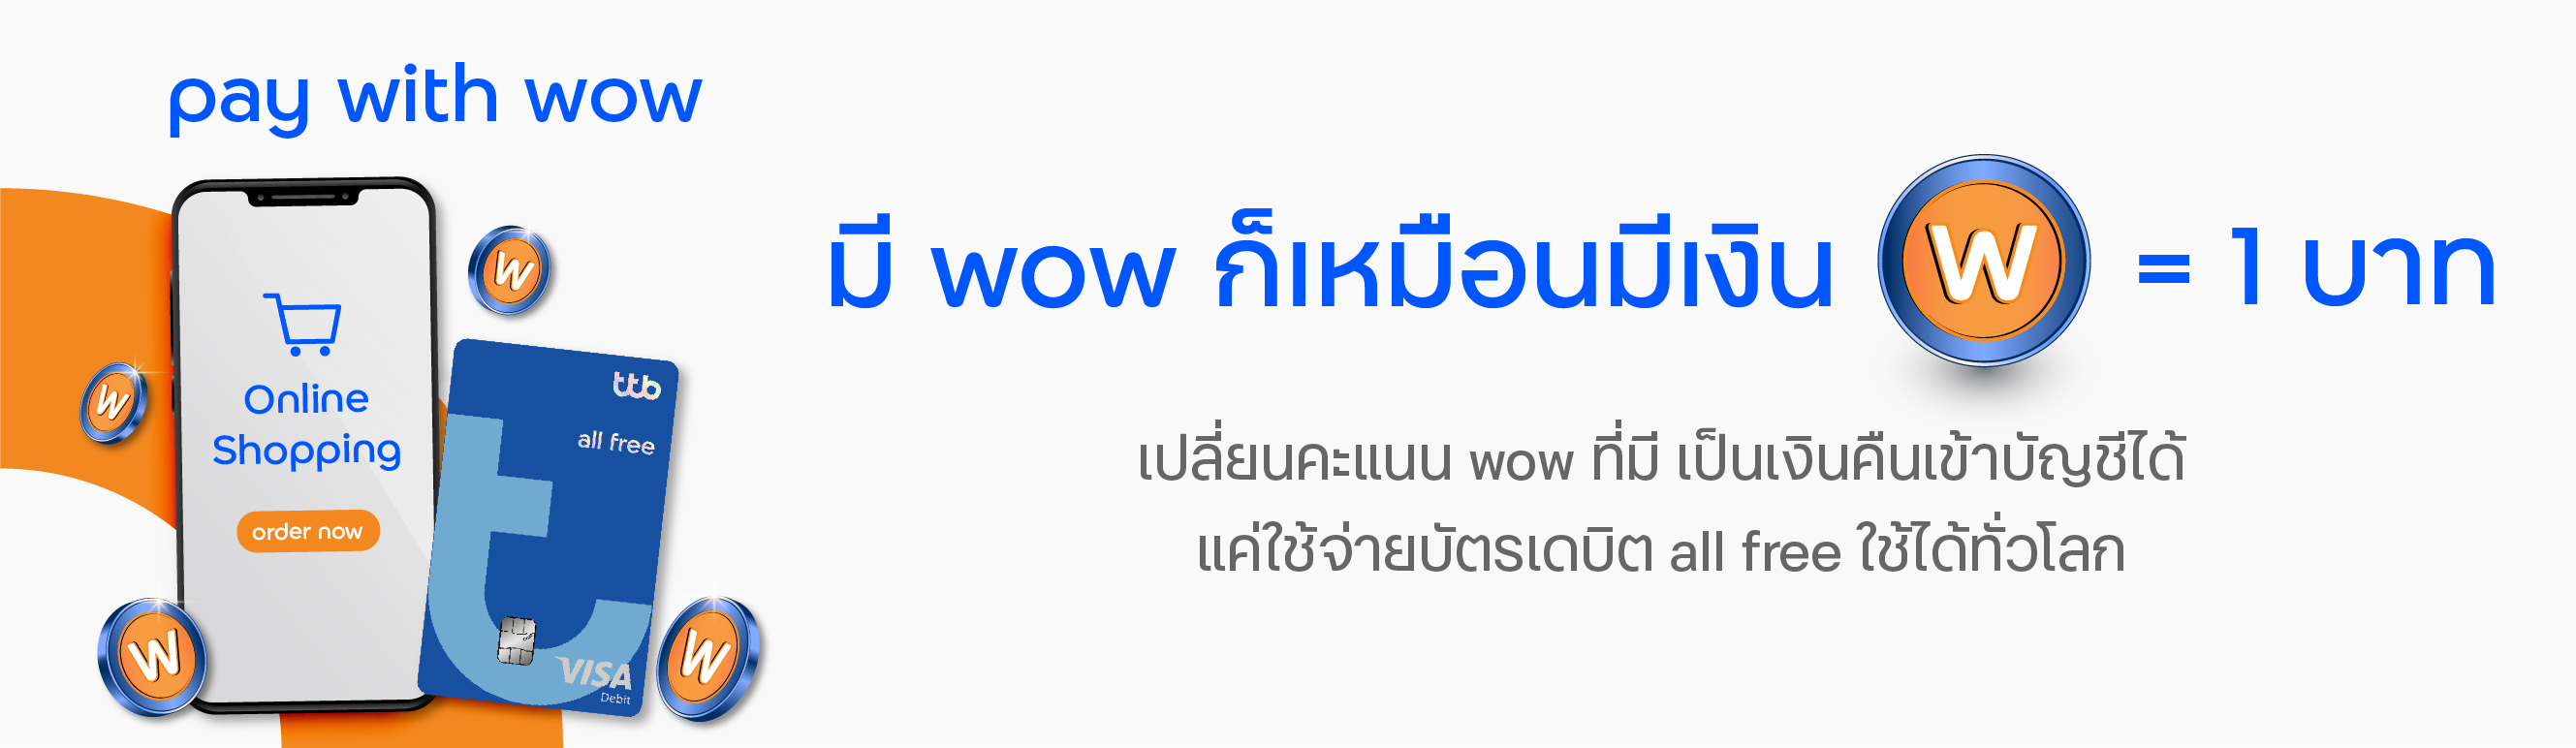 pay with wow
มี wow ก็เหมือนมีเงิน W = 1 บาท
เปลี่ยนคะแนน wow ที่มี เป็นเงินคืนเข้าบัญชีได้
แค่ใช้จ่ายบัตรเดบิต all free ใช้ได้ทั่วโลก
W
W
Online
Shopping
order now
ttb
all free
VISA
Debit
W
W